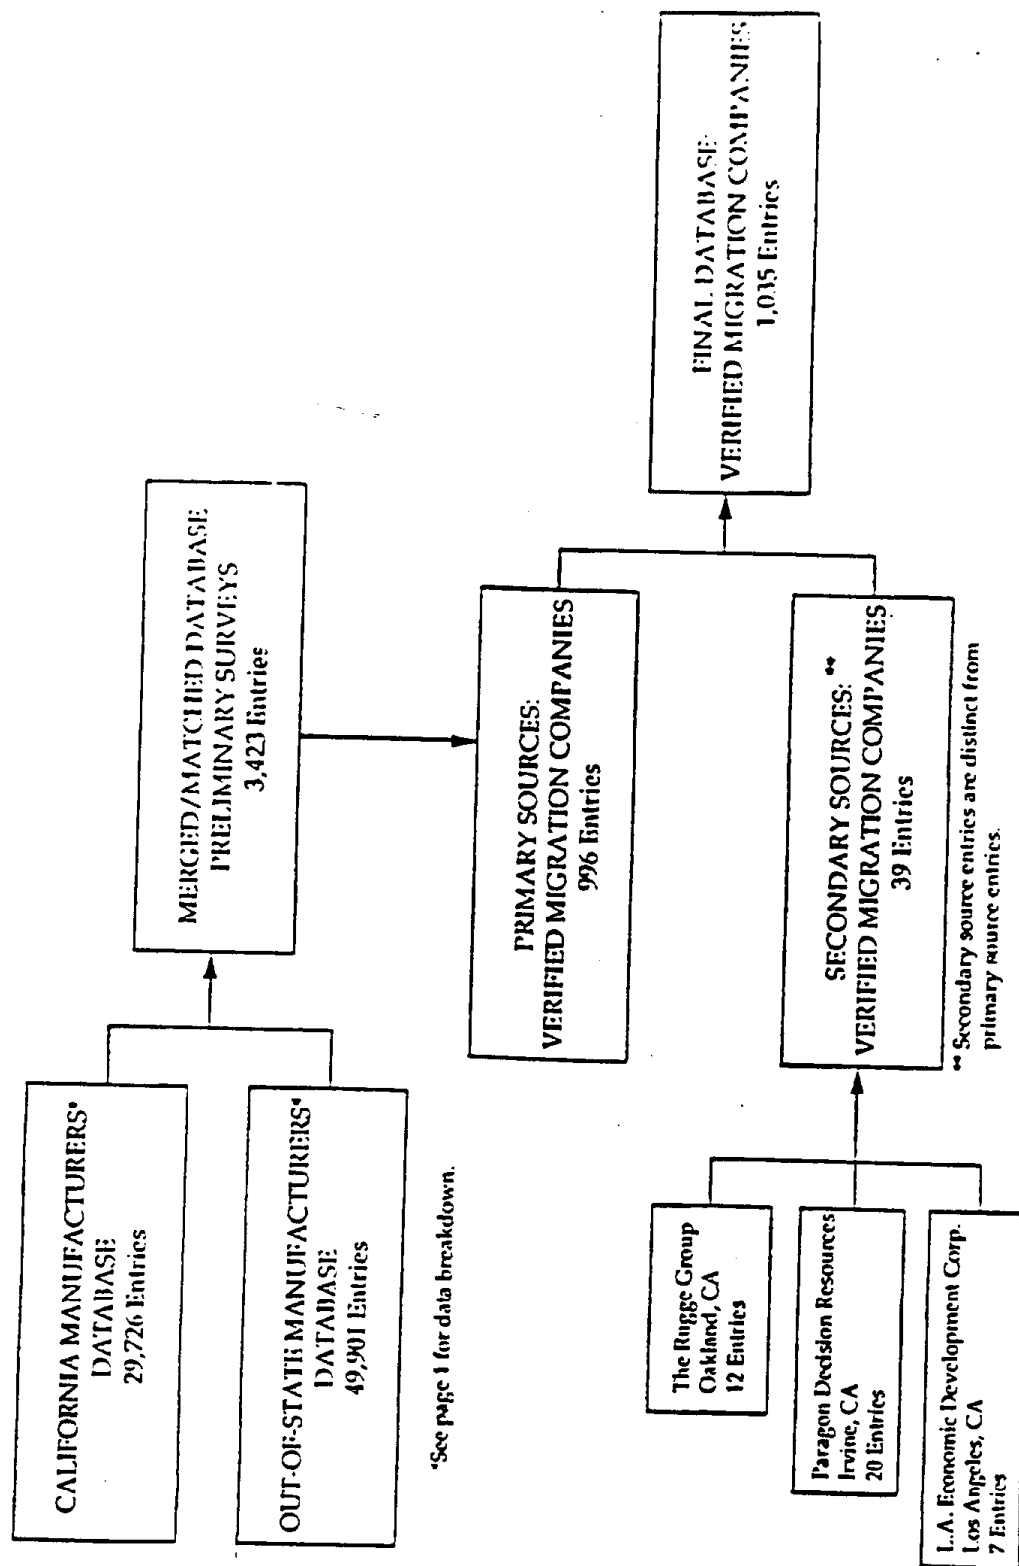 CALIFORNIA MANUFACTURERS*
DATABASE
29,726 Entries
OUT-OF-STATE MANUFACTURERS*
DATABASE
49,901 Entries
*See page 1 for data breakdown.
MERGED/MATCHED DATABASE
PRELIMINARY SURVEYS
3,423 Entries
PRIMARY SOURCES:
VERIFIED MIGRATION COMPANIES
996 Entries
The Rugge Group
Oakland, CA
12 Entries
Paragon Decision Resources
Irvine, CA
20 Entries
L.A. Economic Development Corp.
Los Angeles, CA
7 Entries
SECONDARY SOURCES:**
VERIFIED MIGRATION COMPANIES
39 Entries
** Secondary source entries are distinct from
primary source entries.
FINAL DATABASE:
VERIFIED MIGRATION COMPANIES
1,035 Entries